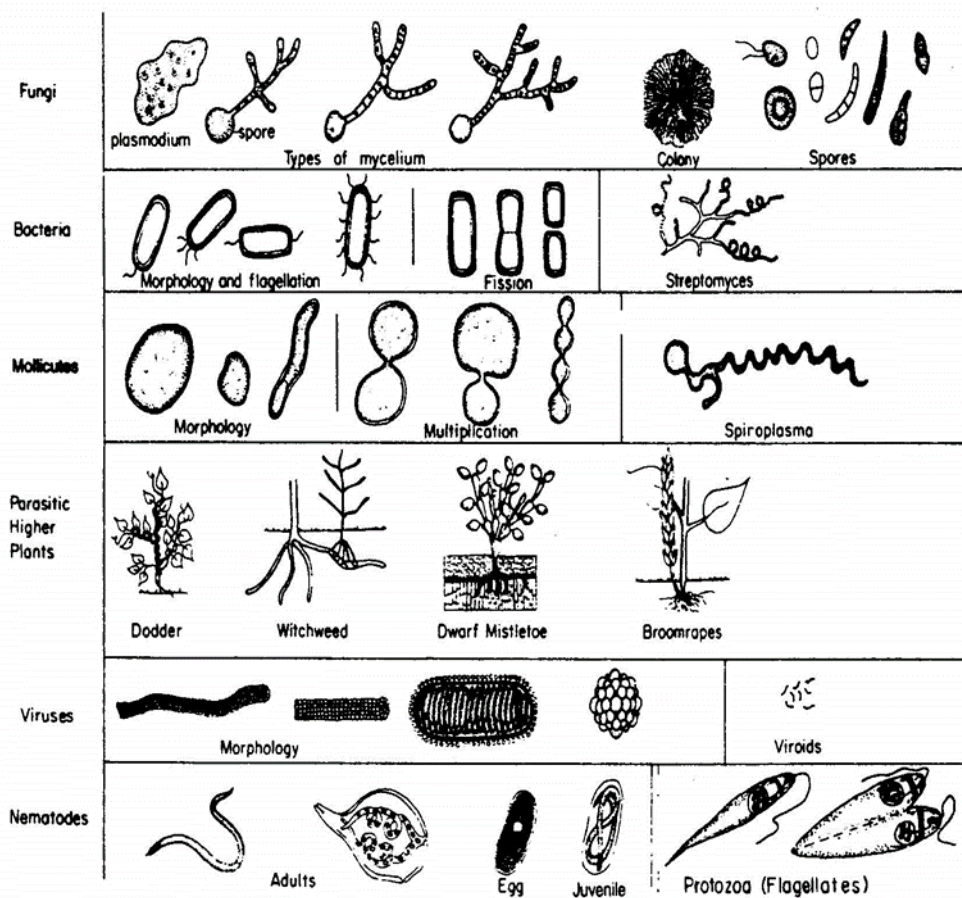 Fungi
plasmodium
spore
Types of mycelium
Colony
Spores
Bacteria
Morphology and flagellation
Fission
Streptomyces
Mollicutes
Morphology
Multiplication
Spiroplasma
Parasitic
Higher
Plants
Dodder
Witchweed
Dwarf Mistletoe
Broomrapes
Viruses
Morphology
Viroids
Nematodes
Adults
Egg
Juvenile
Protozoa (Flagellates)